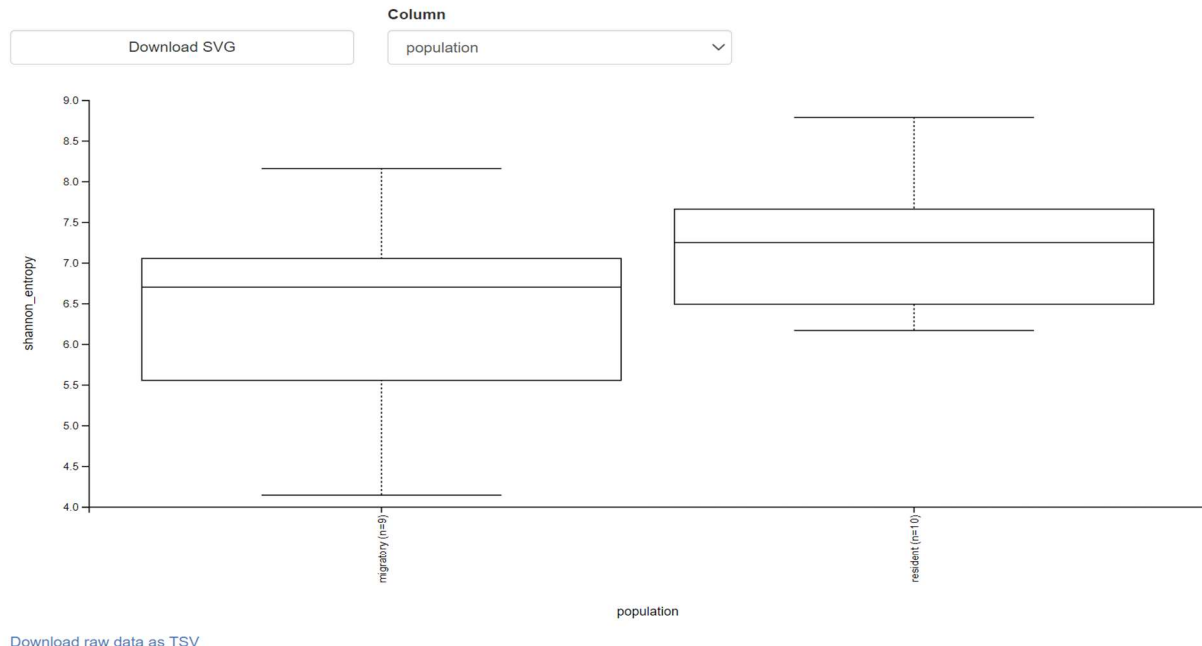 Column
Download SVG
population
9.0
8.5
8.0
7.5
7.0
6.5
6.0
5.5
5.0
4.5
4.0
shannon_entropy
migratory (n=9)
resident (n=10)
population
Download raw data as TSV